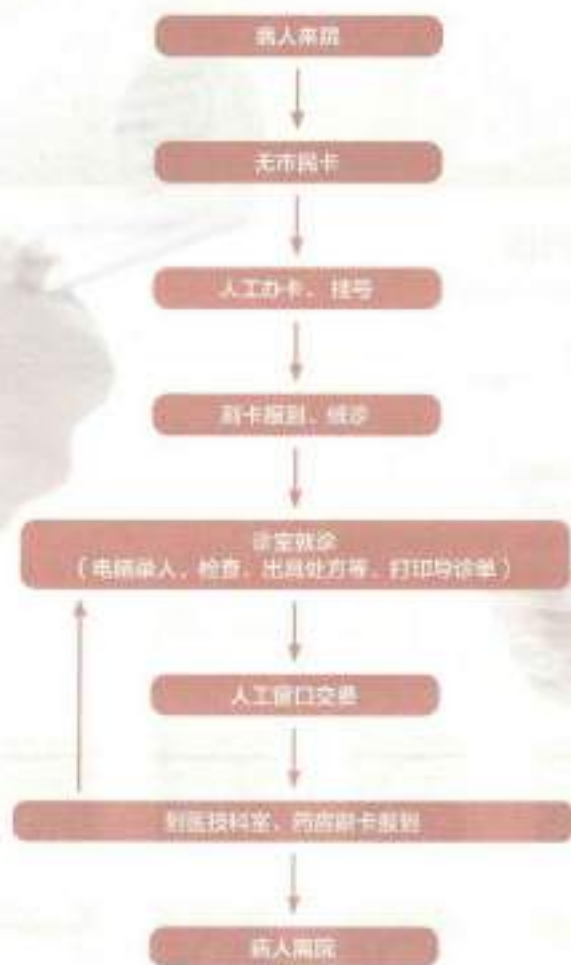 病人来院
无市民卡
人工办卡、挂号
刷卡报到、候诊
诊室就诊
（电脑录入、检查、出具处方等、打印导诊单）
人工窗口交费
到医技科室、药房刷卡报到
病人离院